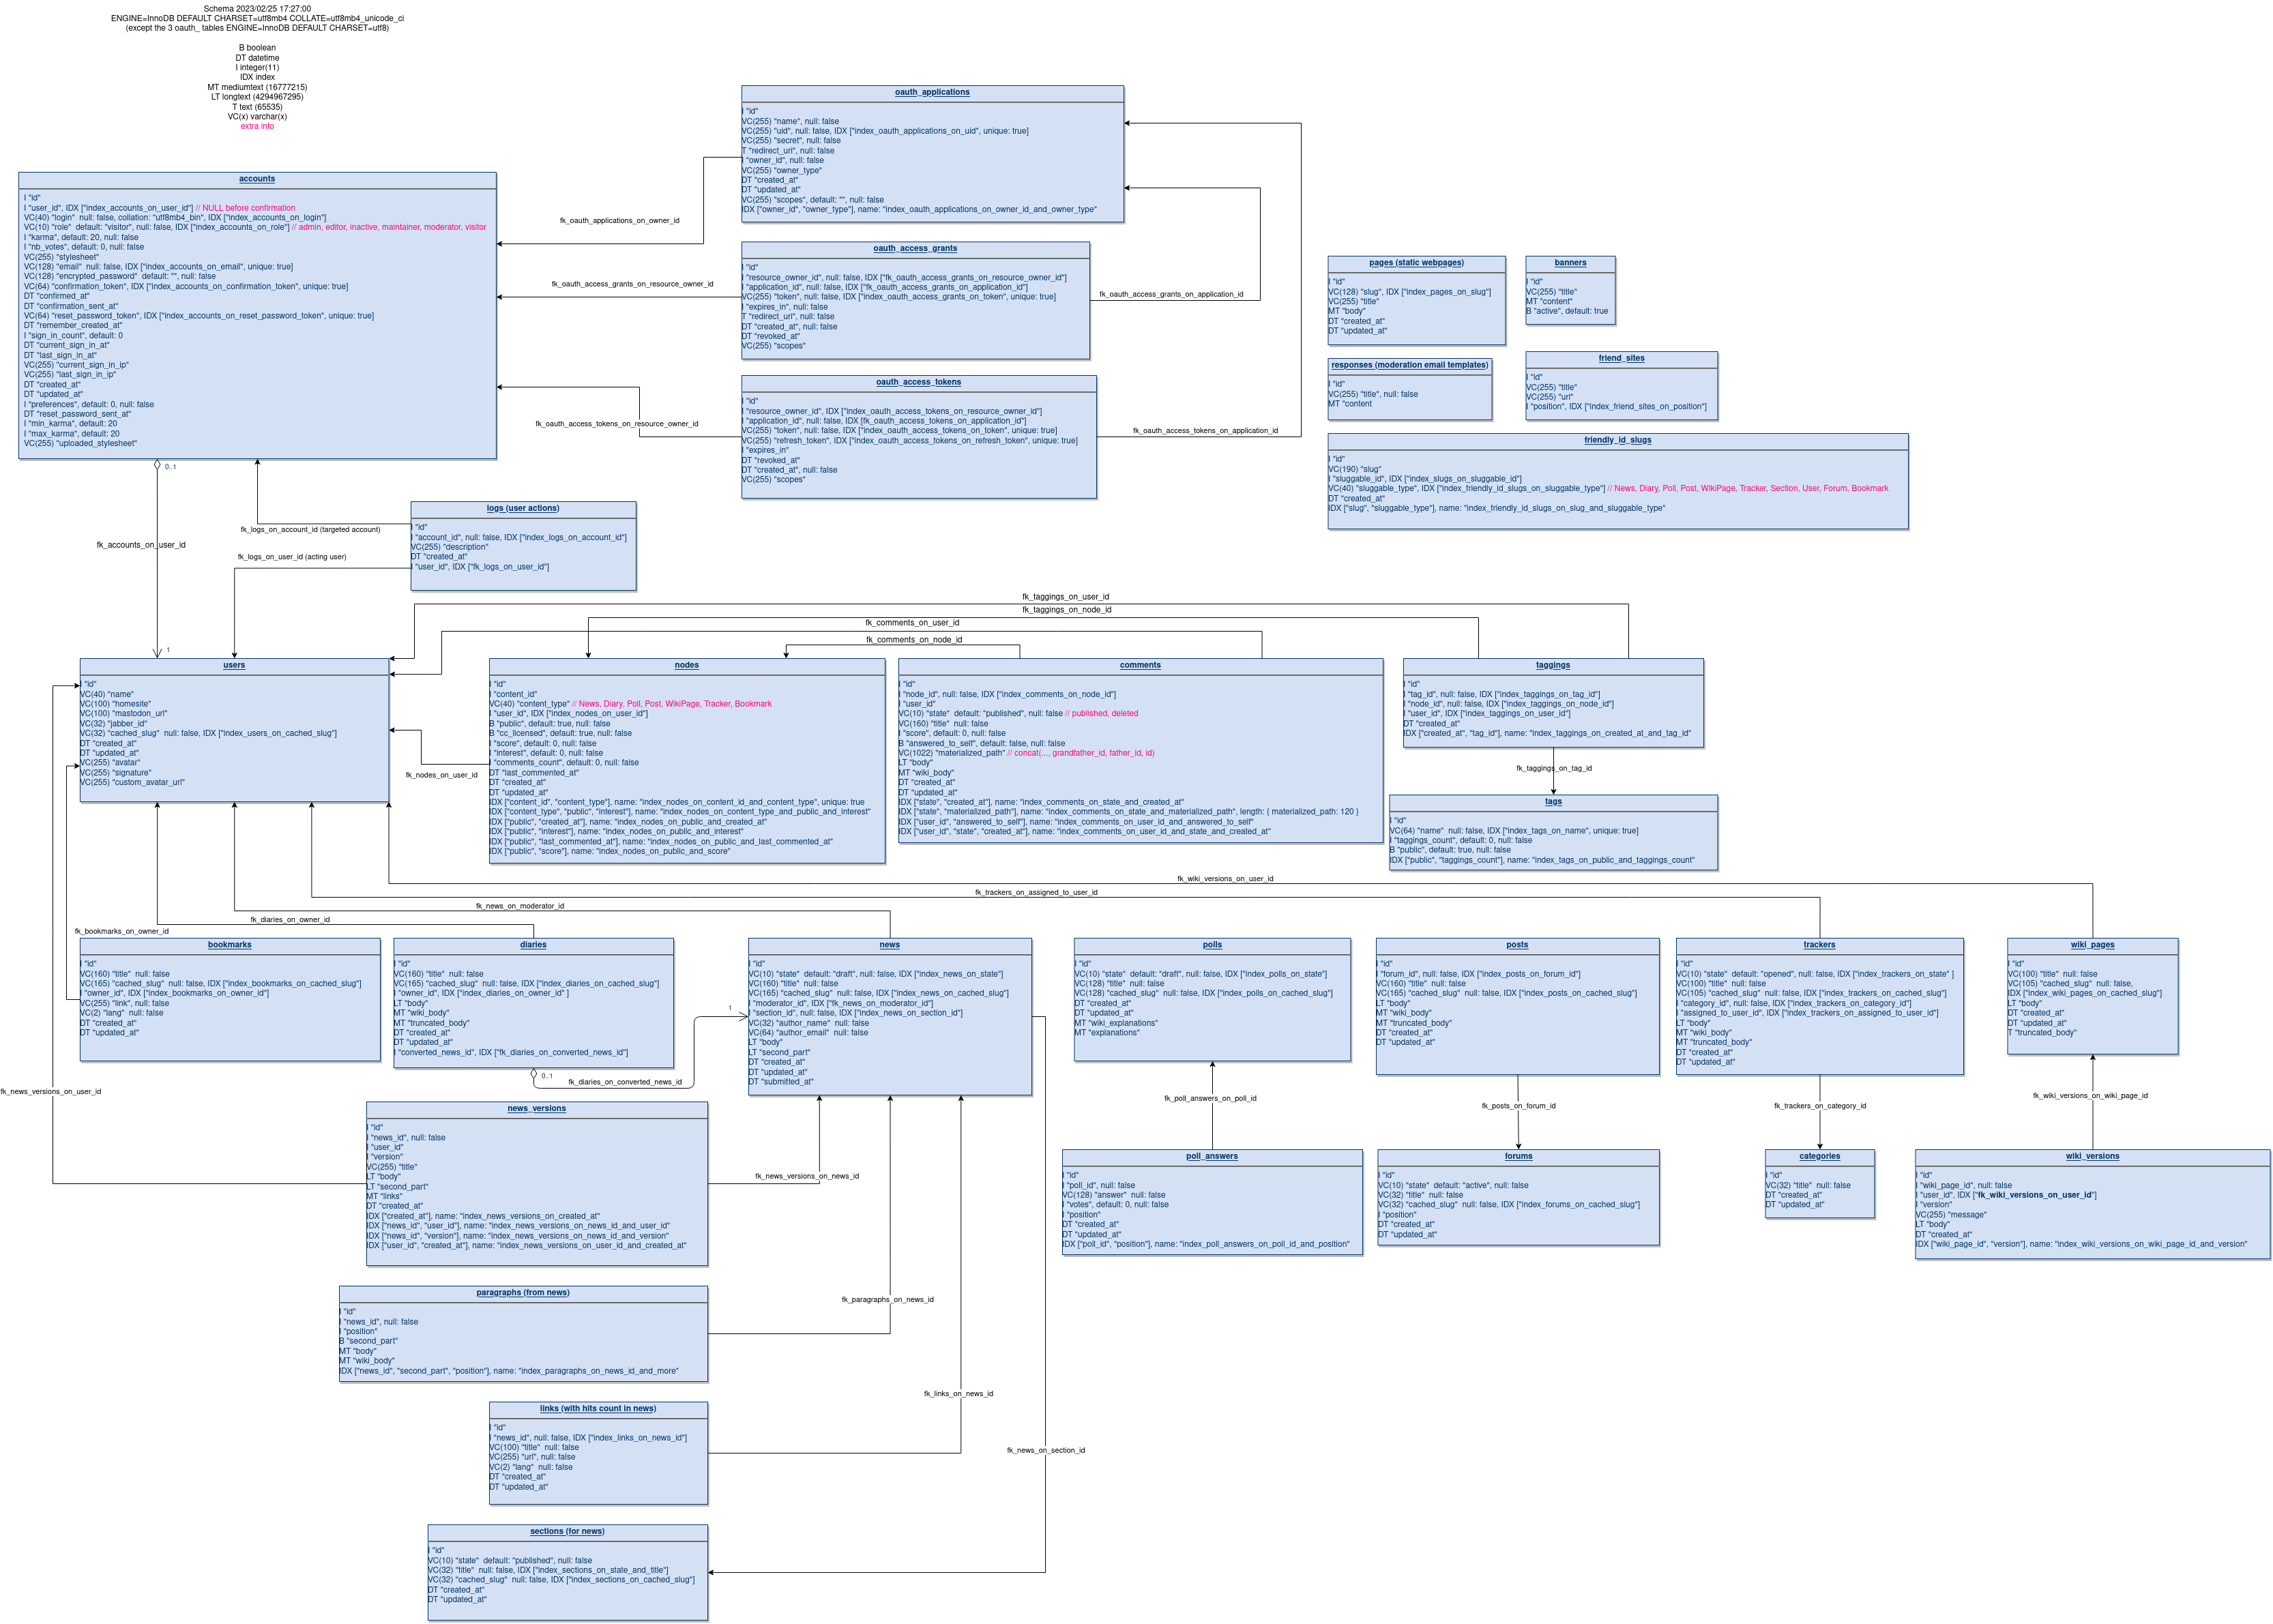 Schema 2023/02/25 17:27:00
ENGINE=InnoDB DEFAULT CHARSET=utf8mb4 COLLATE=utf8mb4_unicode_ci
(except the 3 oauth_ tables ENGINE=InnoDB DEFAULT CHARSET=utf8)
B boolean
DT datetime
I integer(11)
IDX index
MT mediumtext (16777215)
LT longtext (4294967295)
T text (65535)
VC(x) varchar(x)
extra info
accounts
I "id"
I "user_id", IDX ["index_accounts_on_user_id"] // NULL before confirmation
VC(40) "login"  null: false, collation: "utf8mb4_bin", IDX ["index_accounts_on_login"]
VC(10) "role"  default: "visitor", null: false, IDX ["index_accounts_on_role"] // admin, editor, inactive, maintainer, moderator, visitor
I "karma", default: 20, null: false
I "nb_votes", default: 0, null: false
VC(255) "stylesheet"
VC(128) "email"  null: false, IDX ["index_accounts_on_email", unique: true]
VC(128) "encrypted_password"  default: "", null: false
VC(64) "confirmation_token", IDX ["index_accounts_on_confirmation_token", unique: true]
DT "confirmed_at"
DT "confirmation_sent_at"
VC(64) "reset_password_token", IDX ["index_accounts_on_reset_password_token", unique: true]
DT "remember_created_at"
I "sign_in_count", default: 0
DT "current_sign_in_at"
DT "last_sign_in_at"
VC(255) "current_sign_in_ip"
VC(255) "last_sign_in_ip"
DT "created_at"
DT "updated_at"
I "preferences", default: 0, null: false
DT "reset_password_sent_at"
I "min_karma", default: 20
I "max_karma", default: 20
VC(255) "uploaded_stylesheet"
oauth_applications
I "id"
VC(255) "name", null: false
VC(255) "uid", null: false, IDX ["index_oauth_applications_on_uid", unique: true]
VC(255) "secret", null: false
T "redirect_uri", null: false
I "owner_id", null: false
VC(255) "owner_type"
DT "created_at"
DT "updated_at"
VC(255) "scopes", default: "", null: false
IDX ["owner_id", "owner_type"], name: "index_oauth_applications_on_owner_id_and_owner_type"
fk_oauth_applications_on_owner_id
oauth_access_grants
I "id"
I "resource_owner_id", null: false, IDX ["fk_oauth_access_grants_on_resource_owner_id"]
I "application_id", null: false, IDX ["fk_oauth_access_grants_on_application_id"]
VC(255) "token", null: false, IDX ["index_oauth_access_grants_on_token", unique: true]
I "expires_in", null: false
T "redirect_uri", null: false
DT "created_at", null: false
DT "revoked_at"
VC(255) "scopes"
fk_oauth_access_grants_on_resource_owner_id
fk_oauth_access_grants_on_application_id
oauth_access_tokens
I "id"
I "resource_owner_id", IDX ["index_oauth_access_tokens_on_resource_owner_id"]
I "application_id", null: false, IDX [fk_oauth_access_tokens_on_application_id"]
VC(255) "token", null: false, IDX ["index_oauth_access_tokens_on_token", unique: true]
VC(255) "refresh_token", IDX ["index_oauth_access_tokens_on_refresh_token", unique: true]
I "expires_in"
DT "revoked_at"
DT "created_at", null: false
VC(255) "scopes"
fk_oauth_access_tokens_on_resource_owner_id
fk_oauth_access_tokens_on_application_id
pages (static webpages)
I "id"
VC(128) "slug", IDX ["index_pages_on_slug"]
VC(255) "title"
MT "body"
DT "created_at"
DT "updated_at"
banners
I "id"
VC(255) "title"
MT "content"
B "active", default: true
responses (moderation email templates)
I "id"
VC(255) "title", null: false
MT "content
friend_sites
I "id"
VC(255) "title"
VC(255) "url"
I "position", IDX ["index_friend_sites_on_position"]
friendly_id_slugs
I "id"
VC(190) "slug"
I "sluggable_id", IDX ["index_slugs_on_sluggable_id"]
VC(40) "sluggable_type", IDX ["index_friendly_id_slugs_on_sluggable_type"] // News, Diary, Poll, Post, WikiPage, Tracker, Section, User, Forum, Bookmark
DT "created_at"
IDX ["slug", "sluggable_type"], name: "index_friendly_id_slugs_on_slug_and_sluggable_type"
0..1
fk_accounts_on_user_id
1
logs (user actions)
I "id"
I "account_id", null: false, IDX ["index_logs_on_account_id"]
VC(255) "description"
DT "created_at"
I "user_id", IDX ["fk_logs_on_user_id"]
fk_logs_on_account_id (targeted account)
fk_logs_on_user_id (acting user)
fk_taggings_on_user_id
fk_taggings_on_node_id
fk_comments_on_user_id
fk_comments_on_node_id
users
I "id"
VC(40) "name"
VC(100) "homesite"
VC(100) "mastodon_url"
VC(32) "jabber_id"
VC(32) "cached_slug"  null: false, IDX ["index_users_on_cached_slug"]
DT "created_at"
DT "updated_at"
VC(255) "avatar"
VC(255) "signature"
VC(255) "custom_avatar_url"
fk_nodes_on_user_id
nodes
I "id"
I "content_id"
VC(40) "content_type" // News, Diary, Poll, Post, WikiPage, Tracker, Bookmark
I "user_id", IDX ["index_nodes_on_user_id"]
B "public", default: true, null: false
B "cc_licensed", default: true, null: false
I "score", default: 0, null: false
I "interest", default: 0, null: false
I "comments_count", default: 0, null: false
DT "last_commented_at"
DT "created_at"
DT "updated_at"
IDX ["content_id", "content_type"], name: "index_nodes_on_content_id_and_content_type", unique: true
IDX ["content_type", "public", "interest"], name: "index_nodes_on_content_type_and_public_and_interest"
IDX ["public", "created_at"], name: "index_nodes_on_public_and_created_at"
IDX ["public", "interest"], name: "index_nodes_on_public_and_interest"
IDX ["public", "last_commented_at"], name: "index_nodes_on_public_and_last_commented_at"
IDX ["public", "score"], name: "index_nodes_on_public_and_score"
comments
I "id"
I "node_id", null: false, IDX ["index_comments_on_node_id"]
I "user_id"
VC(10) "state"  default: "published", null: false // published, deleted
VC(160) "title"  null: false
I "score", default: 0, null: false
B "answered_to_self", default: false, null: false
VC(1022) "materialized_path" // concat(..., grandfather_id, father_id, id)
LT "body"
MT "wiki_body"
DT "created_at"
DT "updated_at"
IDX ["state", "created_at"], name: "index_comments_on_state_and_created_at"
IDX ["state", "materialized_path"], name: "index_comments_on_state_and_materialized_path", length: { materialized_path: 120 }
IDX ["user_id", "answered_to_self"], name: "index_comments_on_user_id_and_answered_to_self"
IDX ["user_id", "state", "created_at"], name: "index_comments_on_user_id_and_state_and_created_at"
taggings
I "id"
I "tag_id", null: false, IDX ["index_taggings_on_tag_id"]
I "node_id", null: false, IDX ["index_taggings_on_node_id"]
I "user_id", IDX ["index_taggings_on_user_id"]
DT "created_at"
IDX ["created_at", "tag_id"], name: "index_taggings_on_created_at_and_tag_id"
fk_taggings_on_tag_id
tags
I "id"
VC(64) "name"  null: false, IDX ["index_tags_on_name", unique: true]
I "taggings_count", default: 0, null: false
B "public", default: true, null: false
IDX ["public", "taggings_count"], name: "index_tags_on_public_and_taggings_count"
fk_wiki_versions_on_user_id
fk_trackers_on_assigned_to_user_id
fk_news_on_moderator_id
fk_diaries_on_owner_id
fk_bookmarks_on_owner_id
bookmarks
I "id"
VC(160) "title"  null: false
VC(165) "cached_slug"  null: false, IDX ["index_bookmarks_on_cached_slug"]
I "owner_id", IDX ["index_bookmarks_on_owner_id"]
VC(255) "link", null: false
VC(2) "lang"  null: false
DT "created_at"
DT "updated_at"
diaries
I "id"
VC(160) "title"  null: false
VC(165) "cached_slug"  null: false, IDX ["index_diaries_on_cached_slug"]
I "owner_id", IDX ["index_diaries_on_owner_id" ]
LT "body"
MT "wiki_body"
MT "truncated_body"
DT "created_at"
DT "updated_at"
I "converted_news_id", IDX ["fk_diaries_on_converted_news_id"]
0..1
fk_diaries_on_converted_news_id
1
news
I "id"
VC(10) "state"  default: "draft", null: false, IDX ["index_news_on_state"]
VC(160) "title"  null: false
VC(165) "cached_slug"  null: false, IDX ["index_news_on_cached_slug"]
I "moderator_id", IDX ["fk_news_on_moderator_id"]
I "section_id", null: false, IDX ["index_news_on_section_id"]
VC(32) "author_name"  null: false
VC(64) "author_email"  null: false
LT "body"
LT "second_part"
DT "created_at"
DT "updated_at"
DT "submitted_at"
polls
I "id"
VC(10) "state"  default: "draft", null: false, IDX ["index_polls_on_state"]
VC(128) "title"  null: false
VC(128) "cached_slug"  null: false, IDX ["index_polls_on_cached_slug"]
DT "created_at"
DT "updated_at"
MT "wiki_explanations"
MT "explanations"
posts
I "id"
I "forum_id", null: false, IDX ["index_posts_on_forum_id"]
VC(160) "title"  null: false
VC(165) "cached_slug"  null: false, IDX ["index_posts_on_cached_slug"]
LT "body"
MT "wiki_body"
MT "truncated_body"
DT "created_at"
DT "updated_at"
trackers
I "id"
VC(10) "state"  default: "opened", null: false, IDX ["index_trackers_on_state" ]
VC(100) "title"  null: false
VC(105) "cached_slug"  null: false, IDX ["index_trackers_on_cached_slug"]
I "category_id", null: false, IDX ["index_trackers_on_category_id"]
I "assigned_to_user_id", IDX ["index_trackers_on_assigned_to_user_id"]
LT "body"
MT "wiki_body"
MT "truncated_body"
DT "created_at"
DT "updated_at"
wiki_pages
I "id"
VC(100) "title"  null: false
VC(105) "cached_slug"  null: false,
IDX ["index_wiki_pages_on_cached_slug"]
LT "body"
DT "created_at"
DT "updated_at"
T "truncated_body"
fk_news_versions_on_user_id
news_versions
I "id"
I "news_id", null: false
I "user_id"
I "version"
VC(255) "title"
LT "body"
LT "second_part"
MT "links"
DT "created_at"
IDX ["created_at"], name: "index_news_versions_on_created_at"
IDX ["news_id", "user_id"], name: "index_news_versions_on_news_id_and_user_id"
IDX ["news_id", "version"], name: "index_news_versions_on_news_id_and_version"
IDX ["user_id", "created_at"], name: "index_news_versions_on_user_id_and_created_at"
fk_news_versions_on_news_id
fk_poll_answers_on_poll_id
fk_posts_on_forum_id
fk_trackers_on_category_id
fk_wiki_versions_on_wiki_page_id
poll_answers
I "id"
I "poll_id", null: false
VC(128) "answer"  null: false
I "votes", default: 0, null: false
I "position"
DT "created_at"
DT "updated_at"
IDX ["poll_id", "position"], name: "index_poll_answers_on_poll_id_and_position"
forums
I "id"
VC(10) "state"  default: "active", null: false
VC(32) "title"  null: false
VC(32) "cached_slug"  null: false, IDX ["index_forums_on_cached_slug"]
I "position"
DT "created_at"
DT "updated_at"
categories
I "id"
VC(32) "title"  null: false
DT "created_at"
DT "updated_at"
wiki_versions
I "id"
I "wiki_page_id", null: false
I "user_id", IDX ["fk_wiki_versions_on_user_id"]
I "version"
VC(255) "message"
LT "body"
DT "created_at"
IDX ["wiki_page_id", "version"], name: "index_wiki_versions_on_wiki_page_id_and_version"
paragraphs (from news)
I "id"
I "news_id", null: false
I "position"
B "second_part"
MT "body"
MT "wiki_body"
IDX ["news_id", "second_part", "position"], name: "index_paragraphs_on_news_id_and_more"
fk_paragraphs_on_news_id
links (with hits count in news)
I "id"
I "news_id", null: false, IDX ["index_links_on_news_id"]
VC(100) "title"  null: false
VC(255) "url", null: false
VC(2) "lang"  null: false
DT "created_at"
DT "updated_at"
fk_links_on_news_id
fk_news_on_section_id
sections (for news)
I "id"
VC(10) "state"  default: "published", null: false
VC(32) "title"  null: false, IDX ["index_sections_on_state_and_title"]
VC(32) "cached_slug"  null: false, IDX ["index_sections_on_cached_slug"]
DT "created_at"
DT "updated_at"